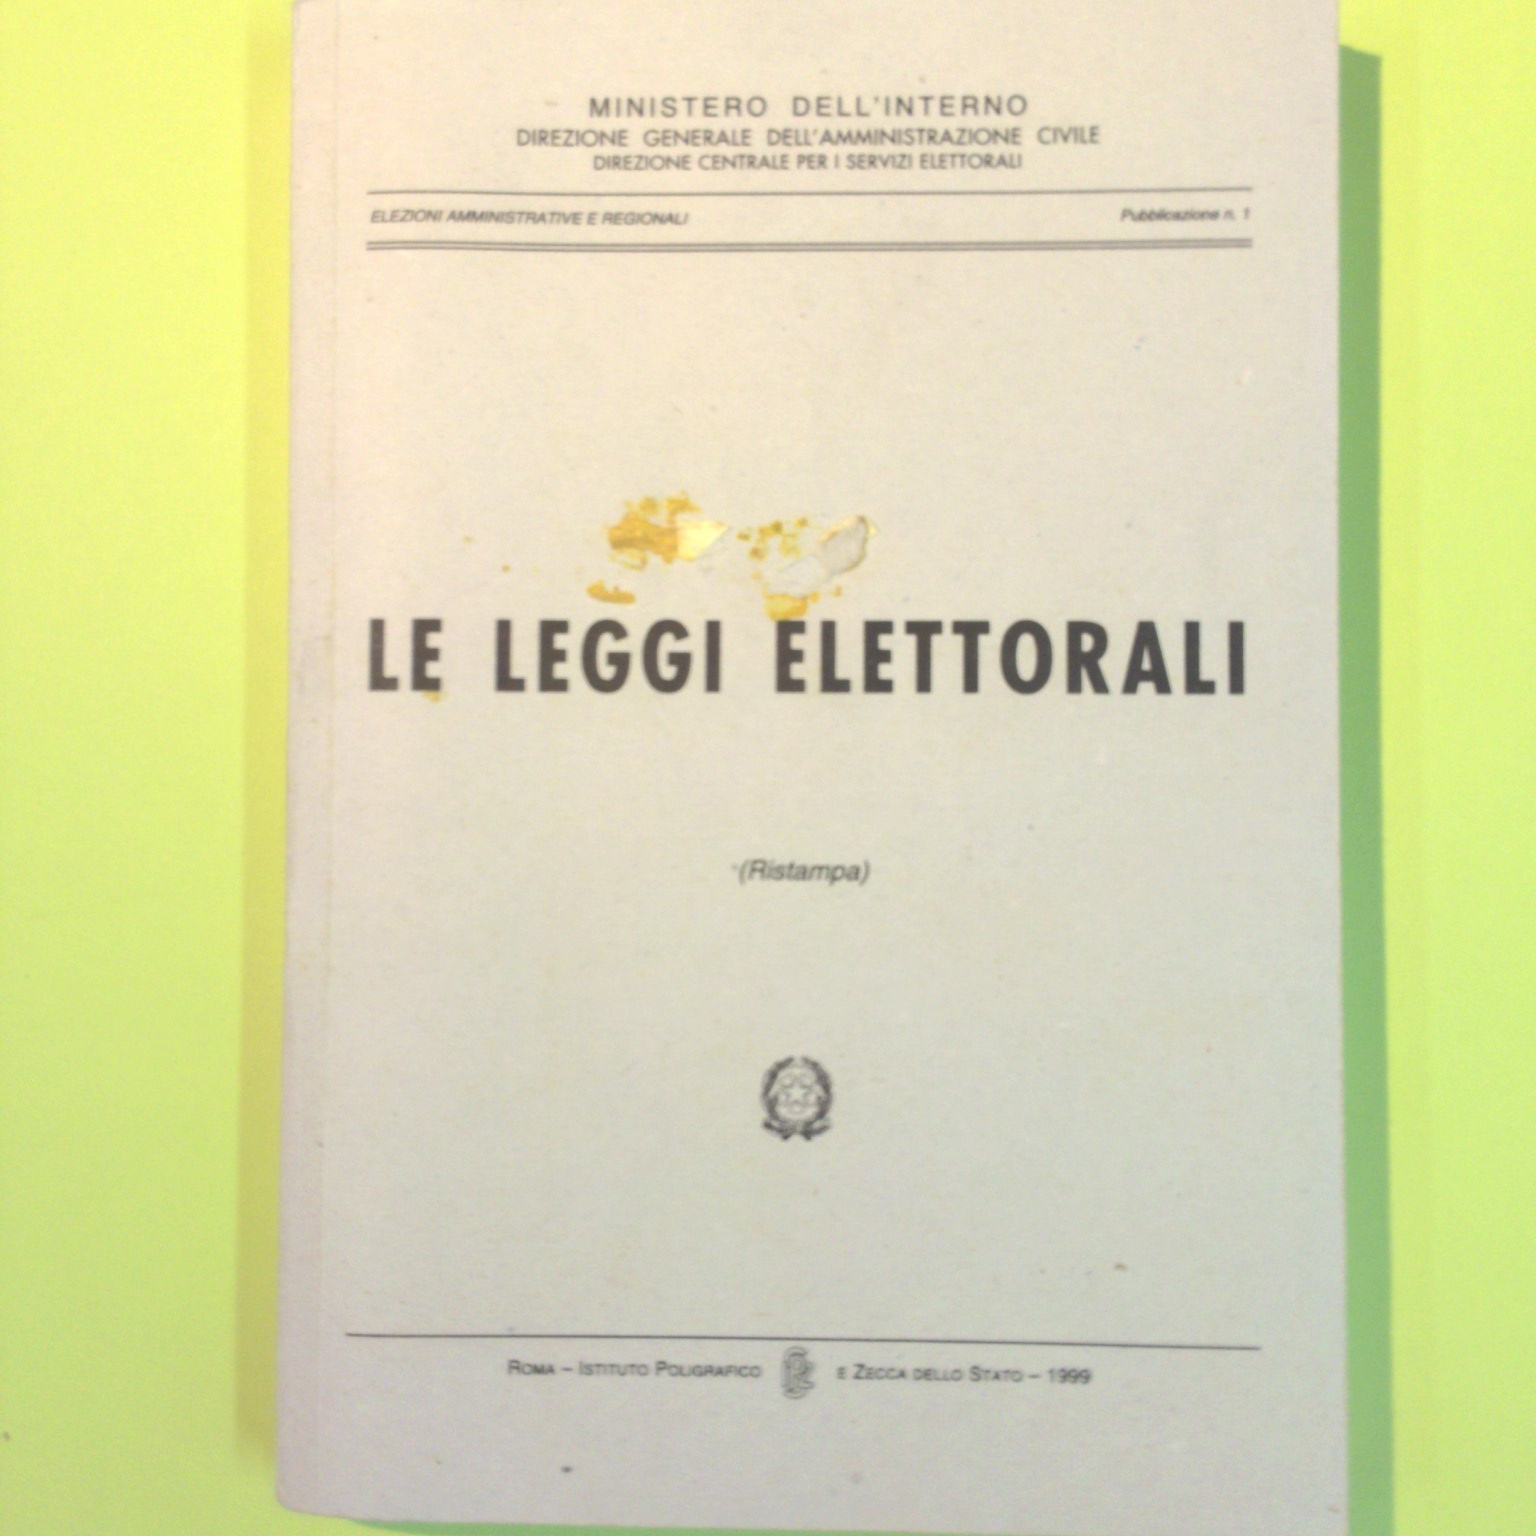 MINISTERO DELL'INTERNO
DIREZIONE GENERALE DELL'AMMINISTRAZIONE CIVILE
DIREZIONE CENTRALE PER I SERVIZI ELETTORALI
ELEZIONI AMMINISTRATIVE E REGIONALI Pubblicazione n. 1
LE LEGGI ELETTORALI
(Ristampa)
ROMA – ISTITUTO POLIGRAFICO E ZECCA DELLO STATO – 1999